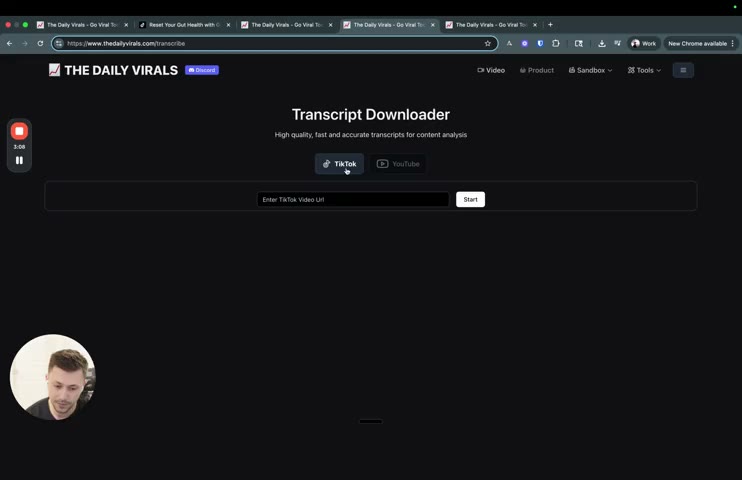 The Daily Virals - Go Viral To
Reset Your Gut Health with G
The Daily Virals - Go Viral To
The Daily Virals - Go Viral To
The Daily Virals - Go Viral To
https://www.thedailyvirals.com/transcribe
Work
New Chrome available
THE DAILY VIRALS
Discord
Video
Product
Sandbox
Tools
Transcript Downloader
High quality, fast and accurate transcripts for content analysis
3:08
TikTok
YouTube
Enter TikTok Video Url
Start